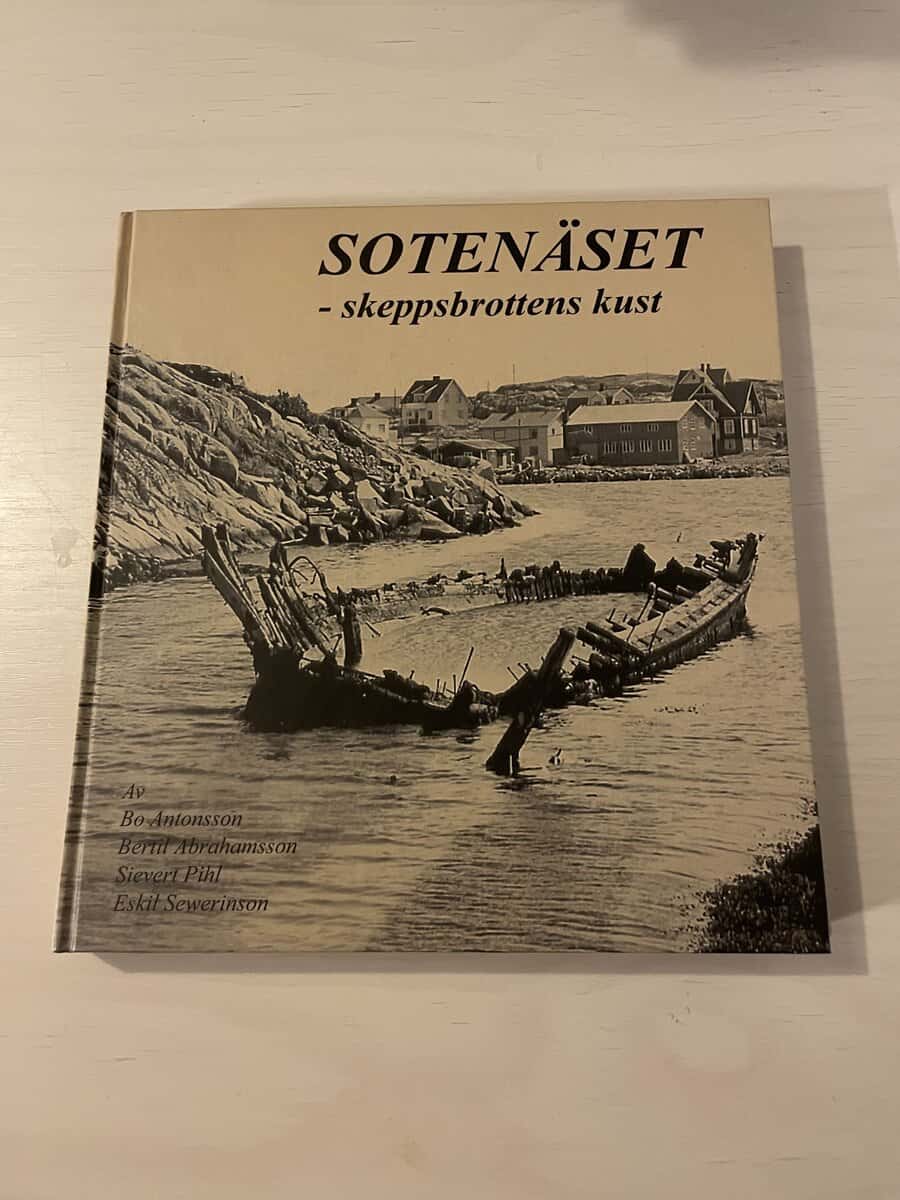 SOTENÄSET
- skeppsbrottens kust
Av
Bo Antonsson
Bertil Abrahamsson
Sievert Pihl
Eskil Sewerinson